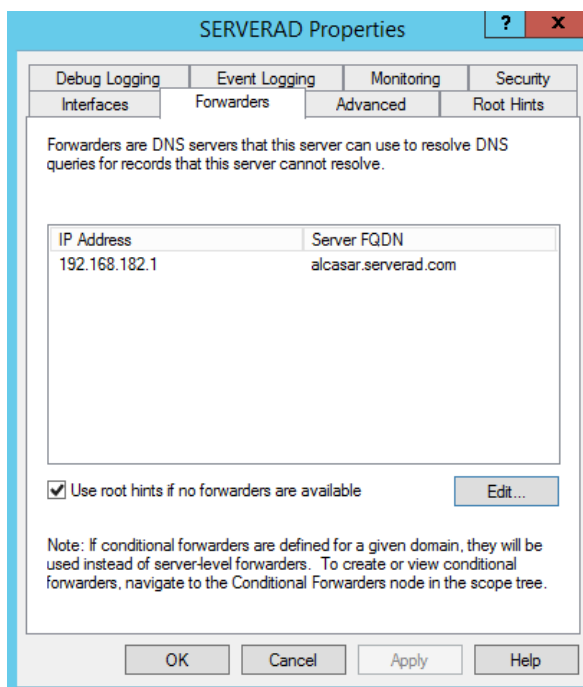 SERVERAD Properties
?
x
Debug Logging
Event Logging
Monitoring
Security
Interfaces
Forwarders
Advanced
Root Hints
Forwarders are DNS servers that this server can use to resolve DNS
queries for records that this server cannot resolve.
IP Address
Server FQDN
192.168.182.1
alcasar.serverad.com
Use root hints if no forwarders are available
Edit...
Note: If conditional forwarders are defined for a given domain, they will be
used instead of server-level forwarders. To create or view conditional
forwarders, navigate to the Conditional Forwarders node in the scope tree.
OK
Cancel
Apply
Help